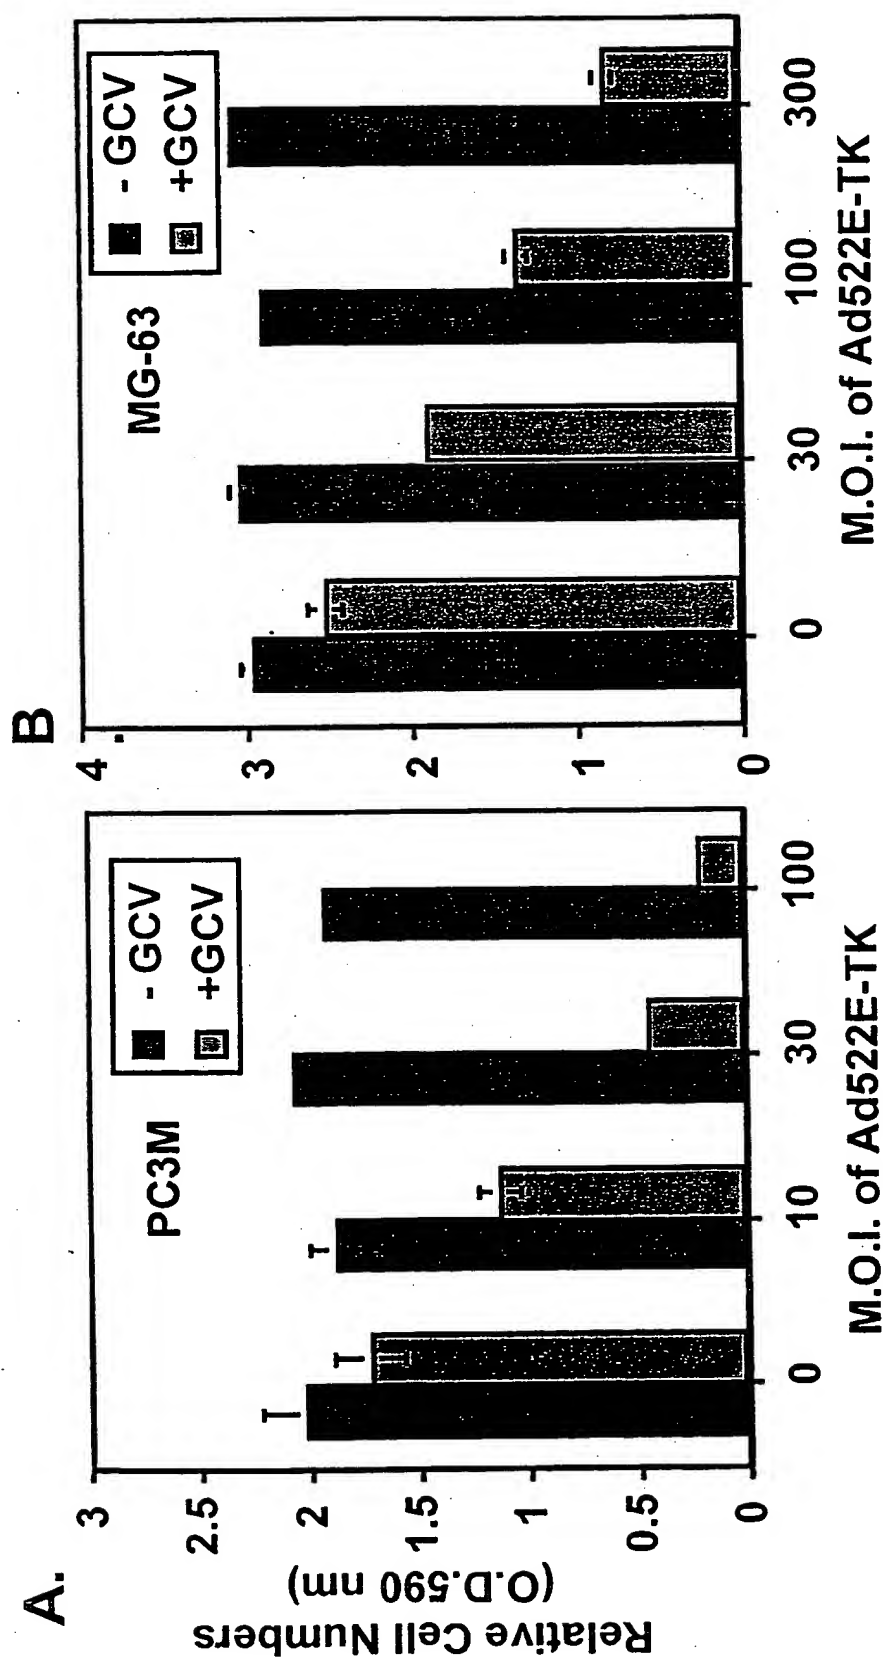 A.
PC3M
- GCV
+GCV
Relative Cell Numbers
(O.D.590 nm)
3
2.5
2
1.5
1
0.5
0
0
10
30
100
M.O.I. of Ad522E-TK
B
MG-63
- GCV
+GCV
4
3
2
1
0
0
30
100
300
M.O.I. of Ad522E-TK